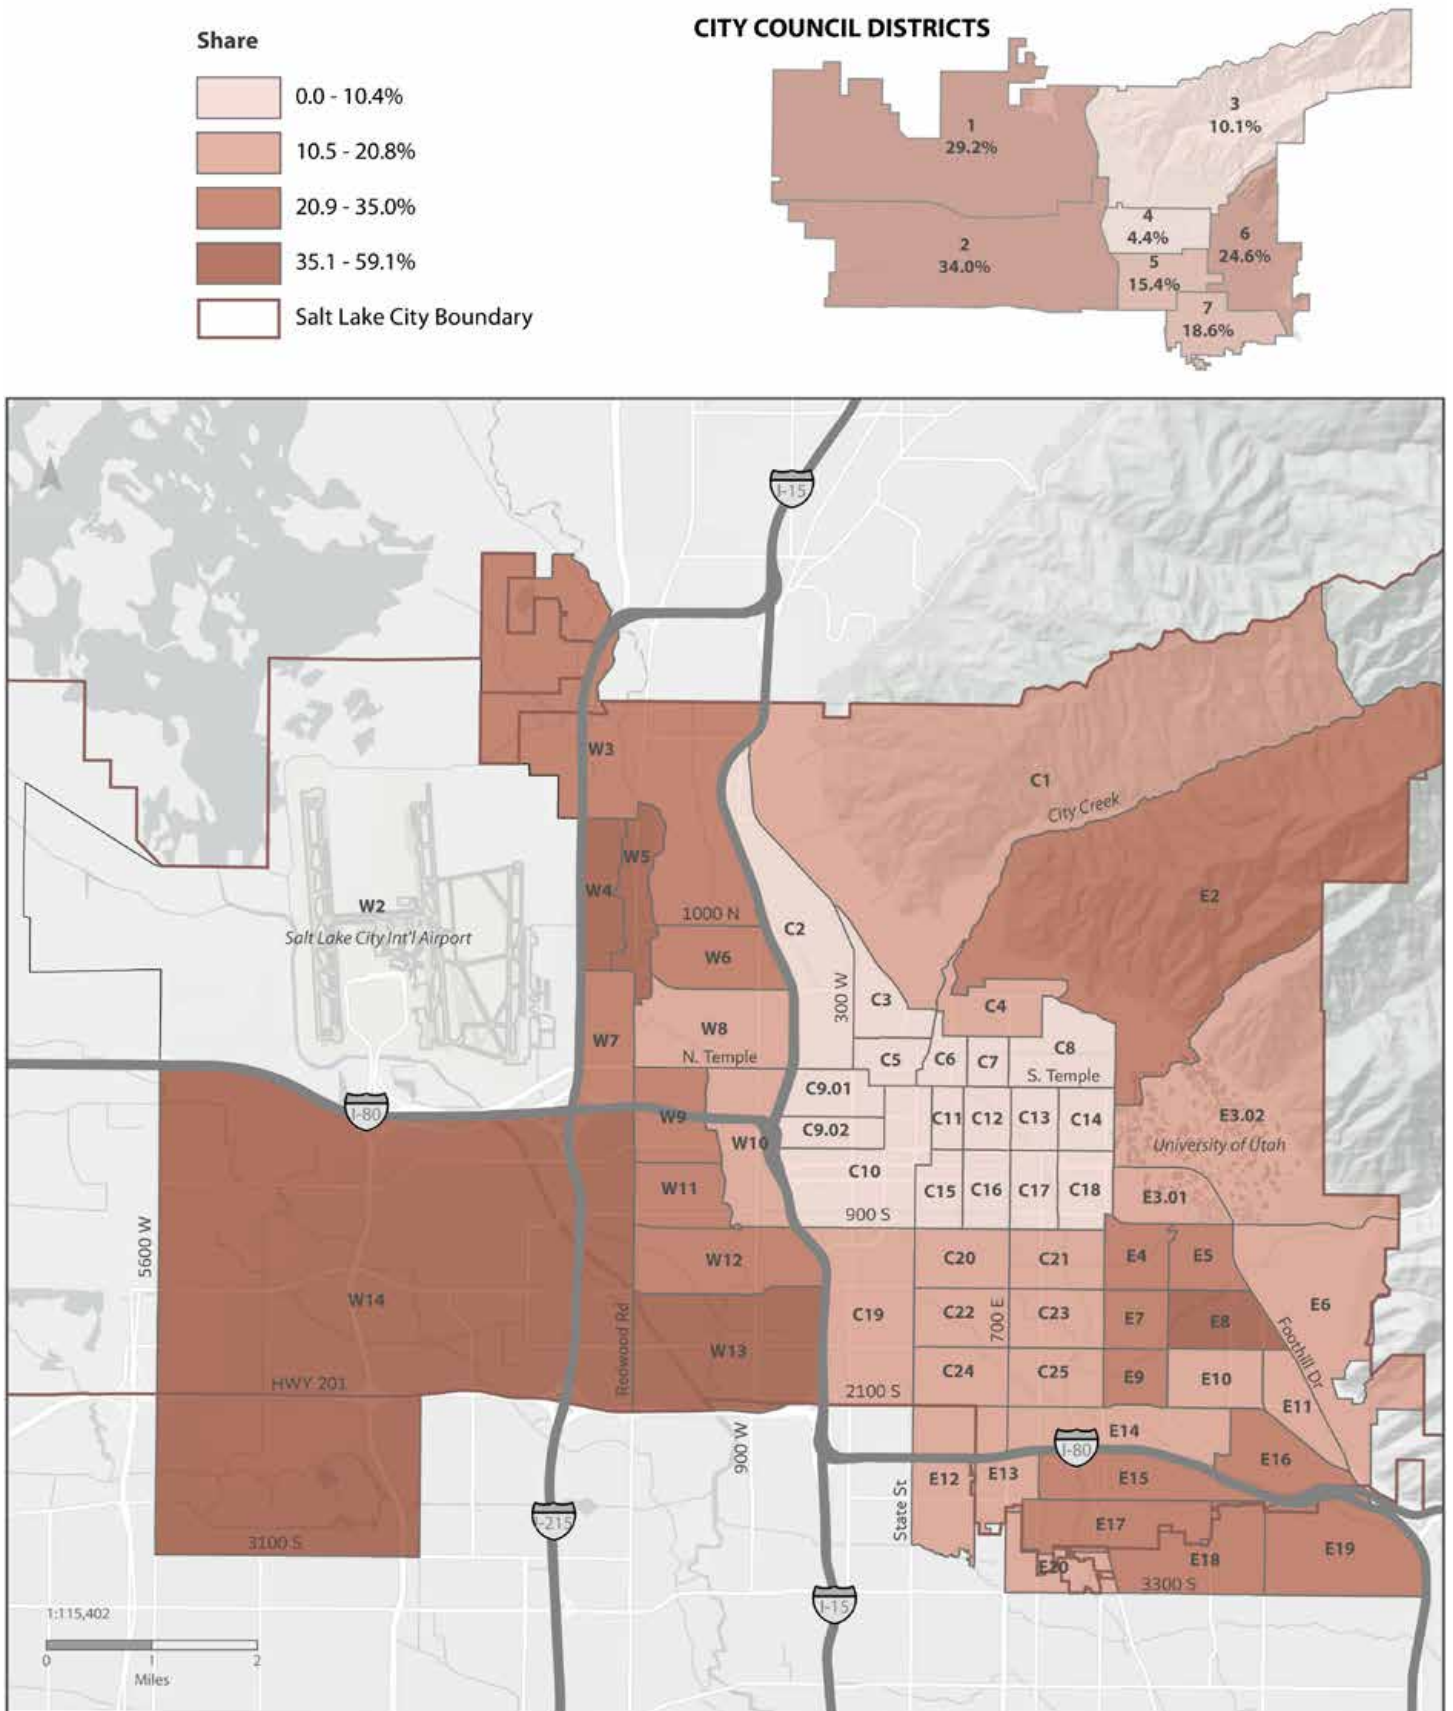 CITY COUNCIL DISTRICTS
Share
0.0 - 10.4%
10.5 - 20.8%
20.9 - 35.0%
35.1 - 59.1%
Salt Lake City Boundary
3
10.1%
1
29.2%
4
4.4%
6
24.6%
2
34.0%
5
15.4%
7
18.6%
I-15
W3
C1
City Creek
W5
W4
E2
W2
Salt Lake City Int'l Airport
1000 N
C2
W6
300 W
C3
C4
W8
W7
N. Temple
C5
C6
C7
C8
S. Temple
C9.01
I-80
W9
C11
C12
C13
C14
E3.02
University of Utah
C9.02
W10
C10
W11
C15
C16
C17
C18
E3.01
900 S
5600 W
W12
C20
C21
E4
E5
W14
E6
C19
C22
700 E
C23
E7
E8
Redwood Rd
W13
Foothill Dr
C24
C25
E9
E10
HWY 201
2100 S
E11
E14
900 W
I-80
E16
E12
E13
E15
State St
I-215
E17
3100 S
E20
E18
E19
3300 S
I-15
1:115,402
0
1
2
Miles